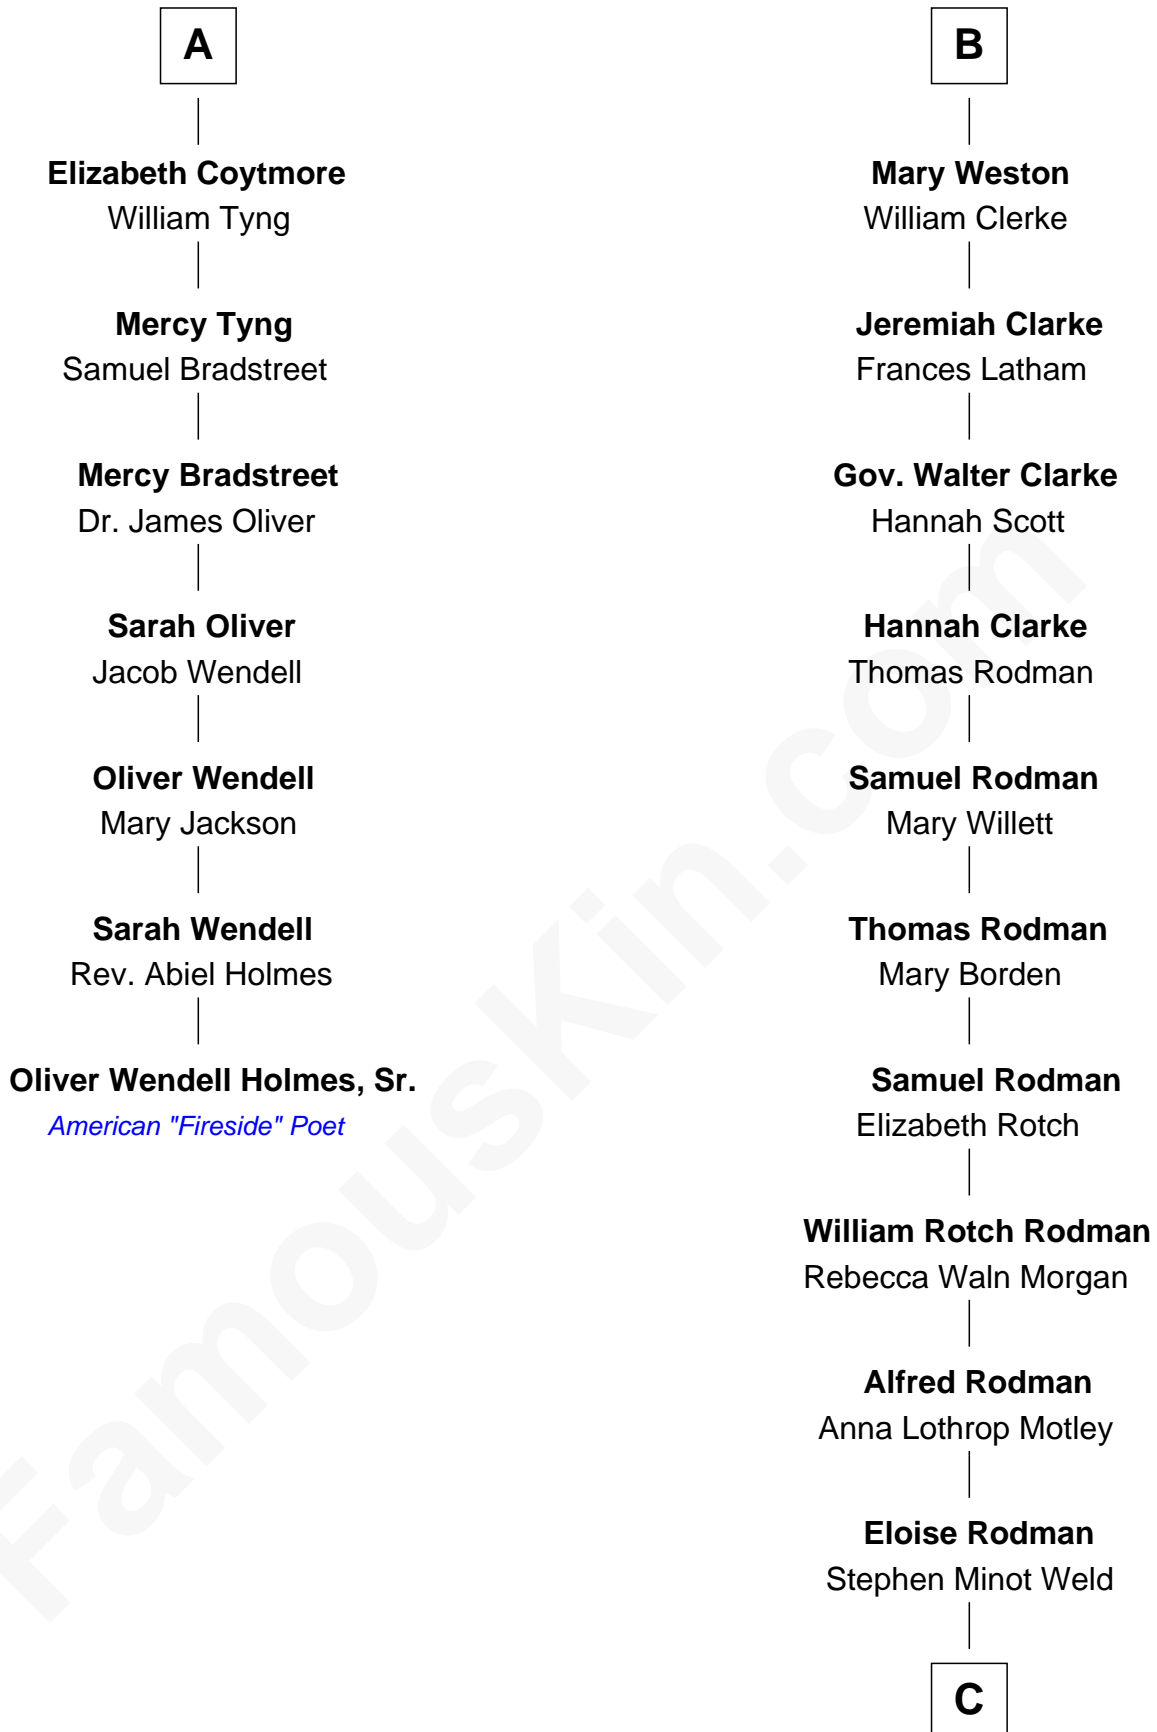 A
Elizabeth Coytmore
William Tyng
Mercy Tyng
Samuel Bradstreet
Mercy Bradstreet
Dr. James Oliver
Sarah Oliver
Jacob Wendell
Oliver Wendell
Mary Jackson
Sarah Wendell
Rev. Abiel Holmes
Oliver Wendell Holmes, Sr.
American "Fireside" Poet
B
Mary Weston
William Clerke
Jeremiah Clarke
Frances Latham
Gov. Walter Clarke
Hannah Scott
Hannah Clarke
Thomas Rodman
Samuel Rodman
Mary Willett
Thomas Rodman
Mary Borden
Samuel Rodman
Elizabeth Rotch
William Rotch Rodman
Rebecca Waln Morgan
Alfred Rodman
Anna Lothrop Motley
Eloise Rodman
Stephen Minot Weld
C
FamousKin.com